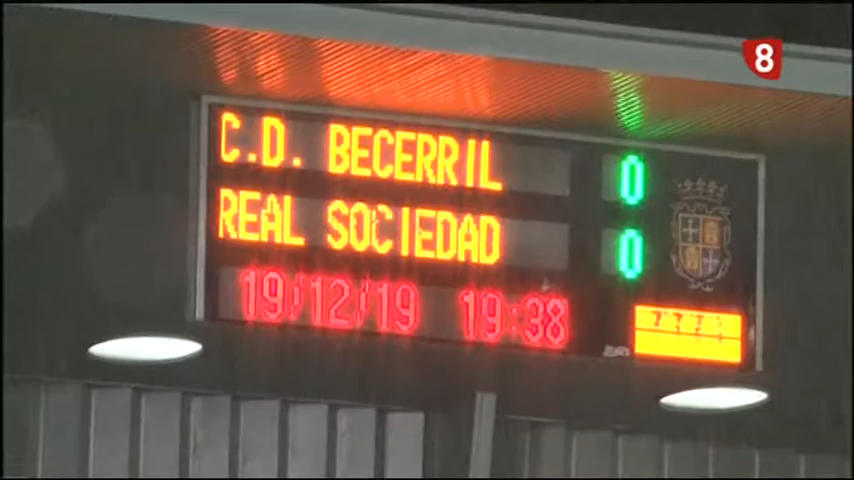 8
C.D. BECERRIL 0
REAL SOCIEDAD 0
19/12/19 19:38